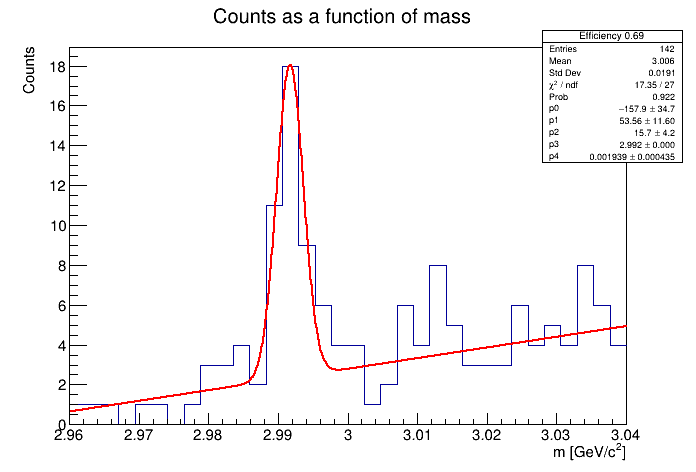 Counts as a function of mass
Efficiency 0.69
Entries 142
Mean 3.006
Std Dev 0.0191
χ² / ndf 17.35 / 27
Prob 0.922
p0 −157.9 ± 34.7
p1 53.56 ± 11.60
p2 15.7 ± 4.2
p3 2.992 ± 0.000
p4 0.001939 ± 0.000435
Counts
18
16
14
12
10
8
6
4
2
0
2.96 2.97 2.98 2.99 3 3.01 3.02 3.03 3.04
m [GeV/c²]